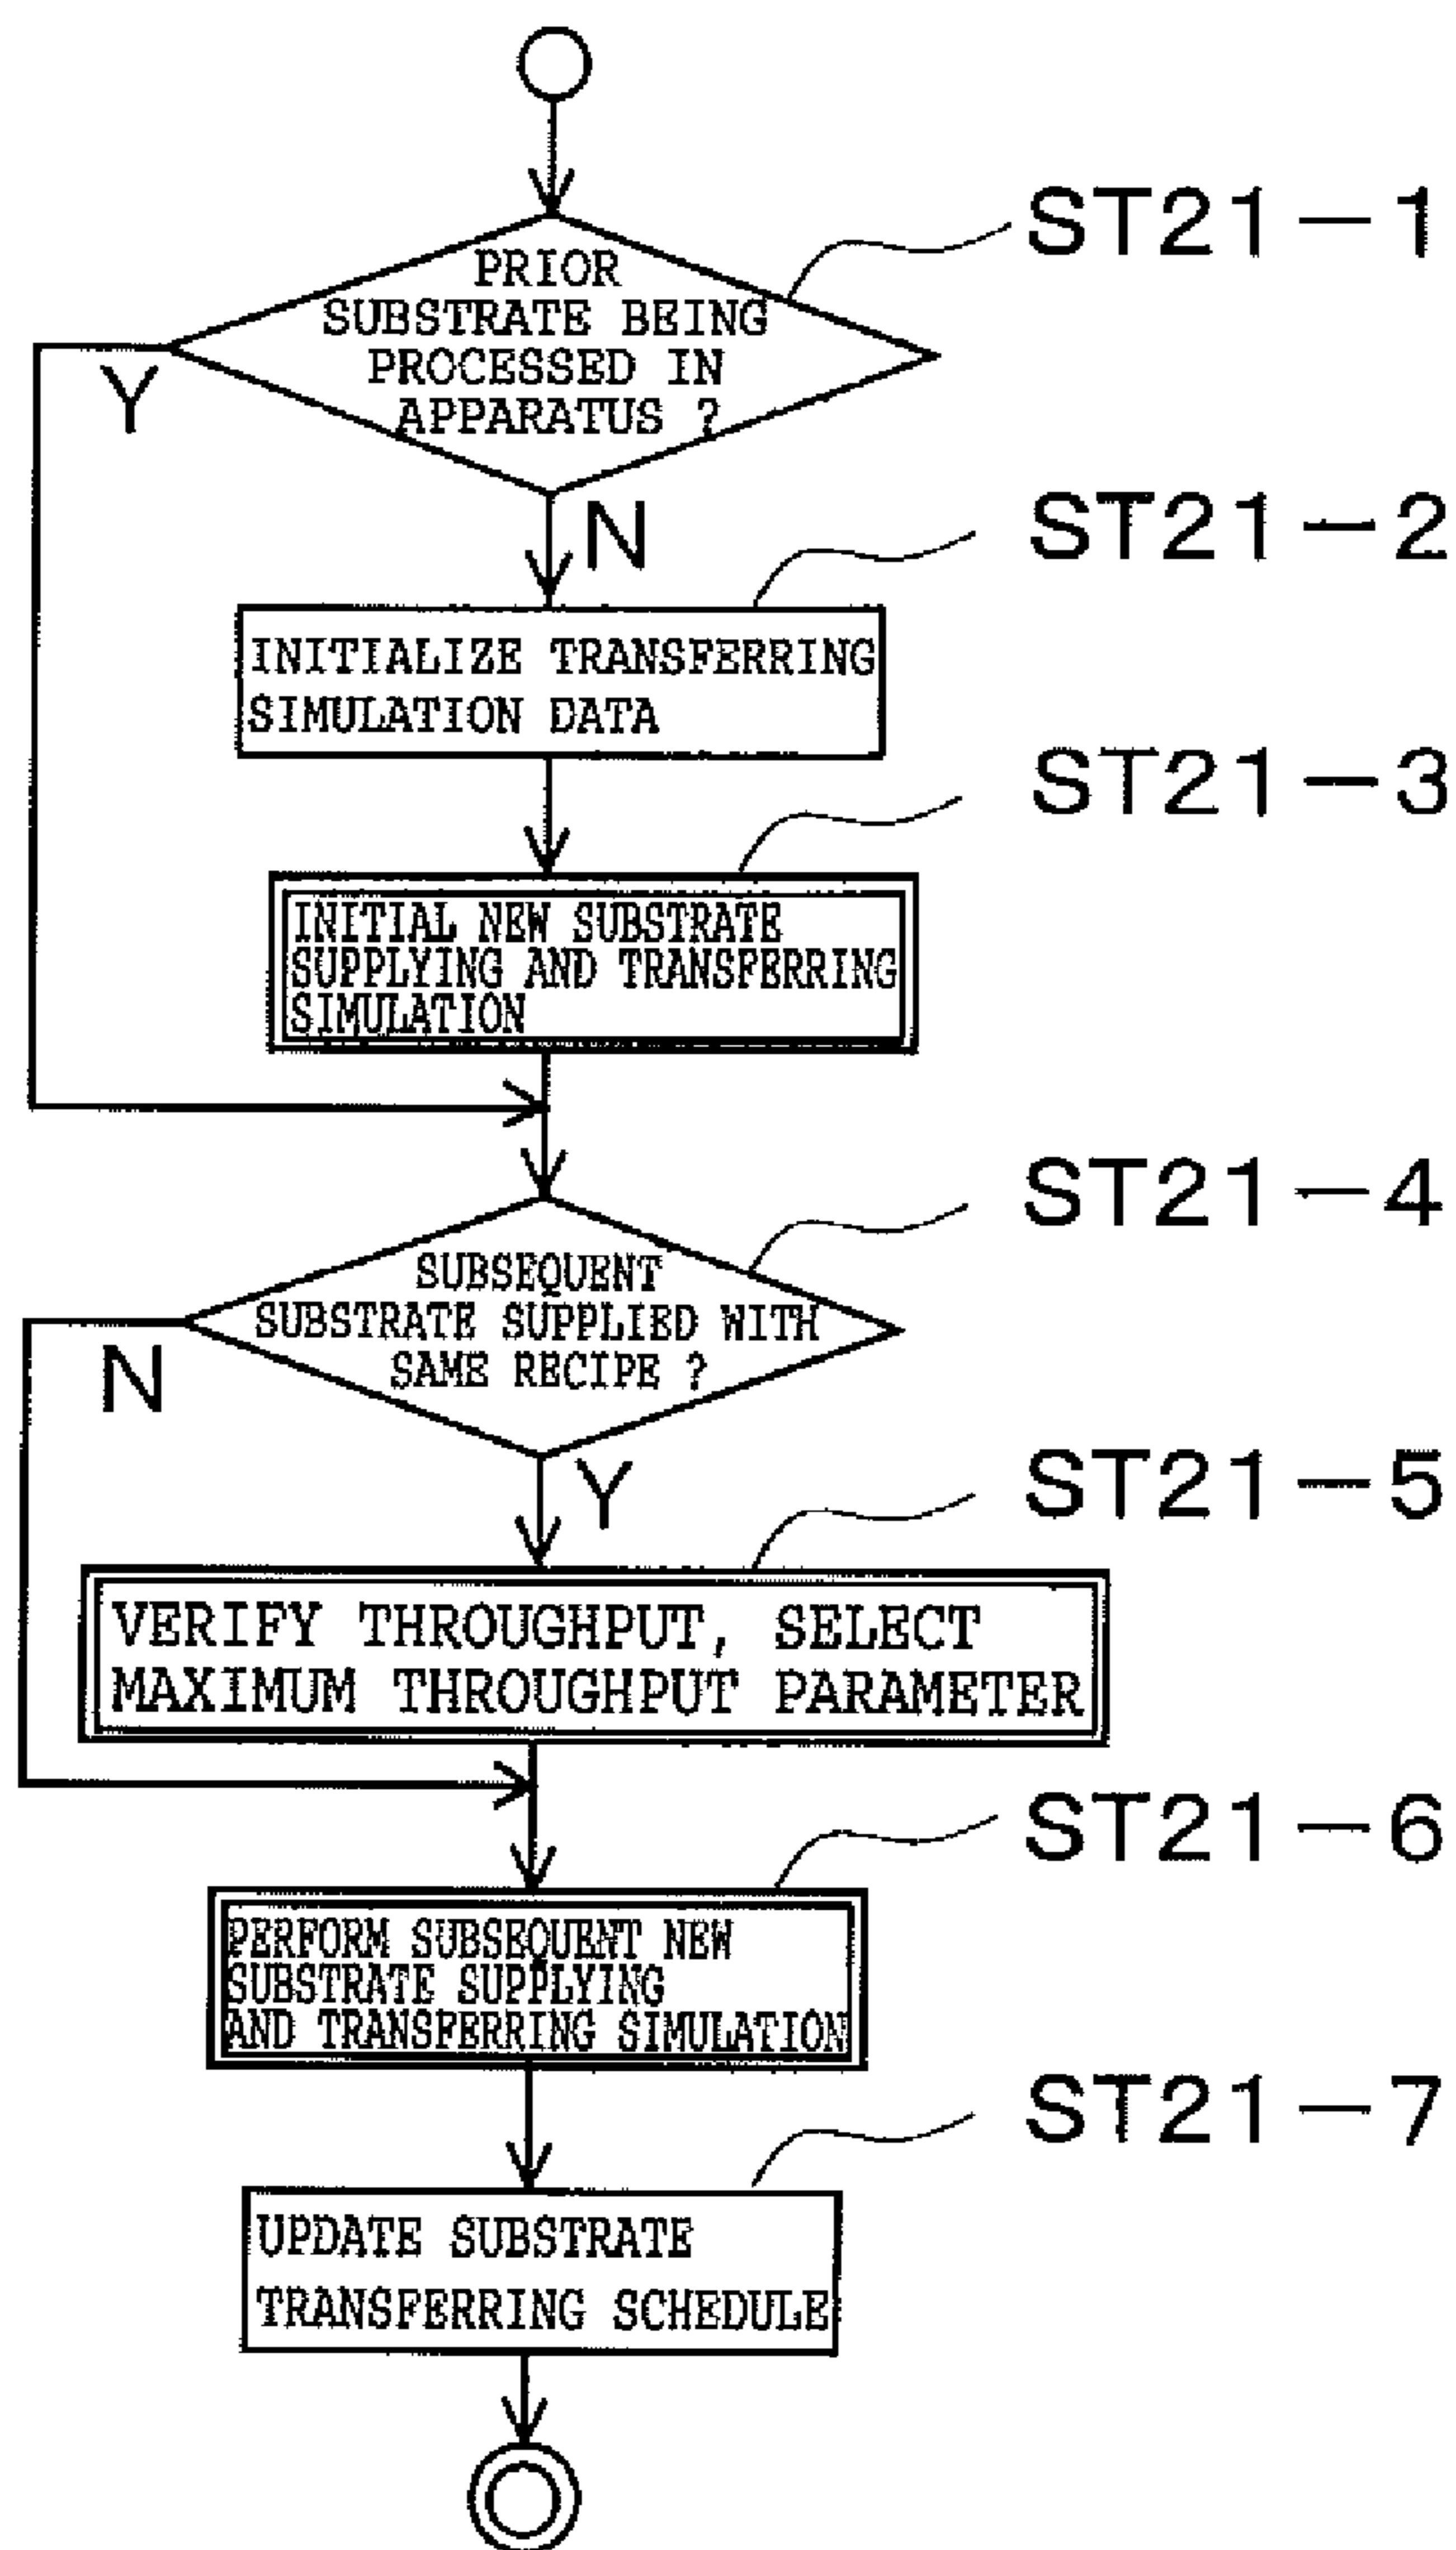 PRIOR
SUBSTRATE BEING
PROCESSED IN
APPARATUS ?
ST21-1
Y
N
ST21-2
INITIALIZE TRANSFERRING
SIMULATION DATA
ST21-3
INITIAL NEW SUBSTRATE
SUPPLYING AND TRANSFERRING
SIMULATION
ST21-4
SUBSEQUENT
SUBSTRATE SUPPLIED WITH
SAME RECIPE ?
N
Y
ST21-5
VERIFY THROUGHPUT, SELECT
MAXIMUM THROUGHPUT PARAMETER
ST21-6
PERFORM SUBSEQUENT NEW
SUBSTRATE SUPPLYING
AND TRANSFERRING SIMULATION
ST21-7
UPDATE SUBSTRATE
TRANSFERRING SCHEDULE